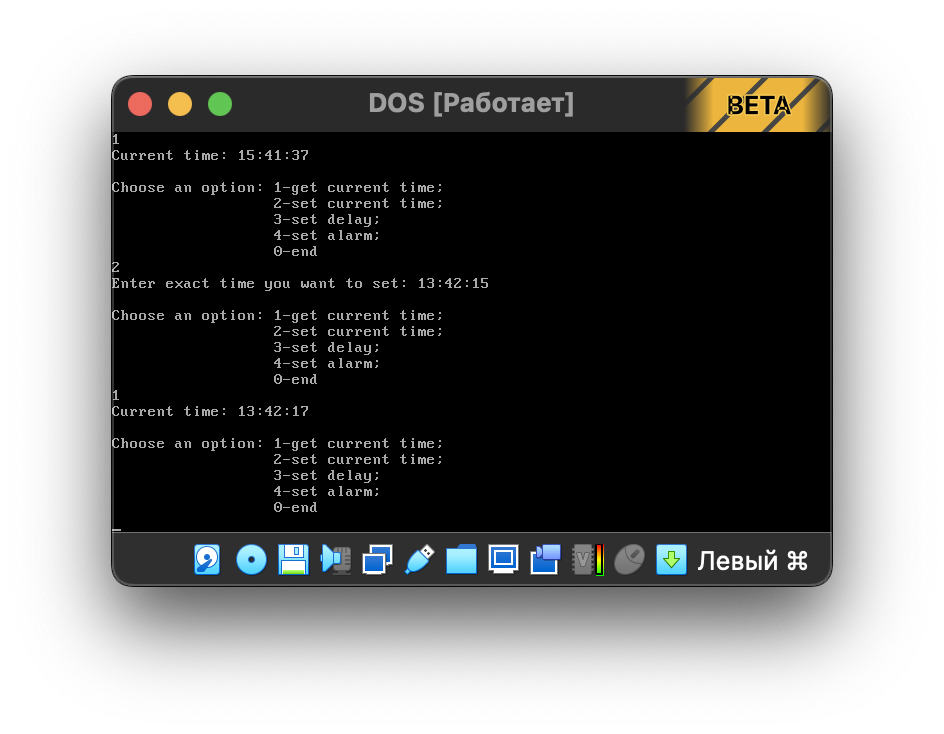 DOS [Работает]
BETA
1
Current time: 15:41:37
Choose an option: 1-get current time;
2-set current time;
3-set delay;
4-set alarm;
0-end
2
Enter exact time you want to set: 13:42:15
Choose an option: 1-get current time;
2-set current time;
3-set delay;
4-set alarm;
0-end
1
Current time: 13:42:17
Choose an option: 1-get current time;
2-set current time;
3-set delay;
4-set alarm;
0-end
_
V
Левый ⌘